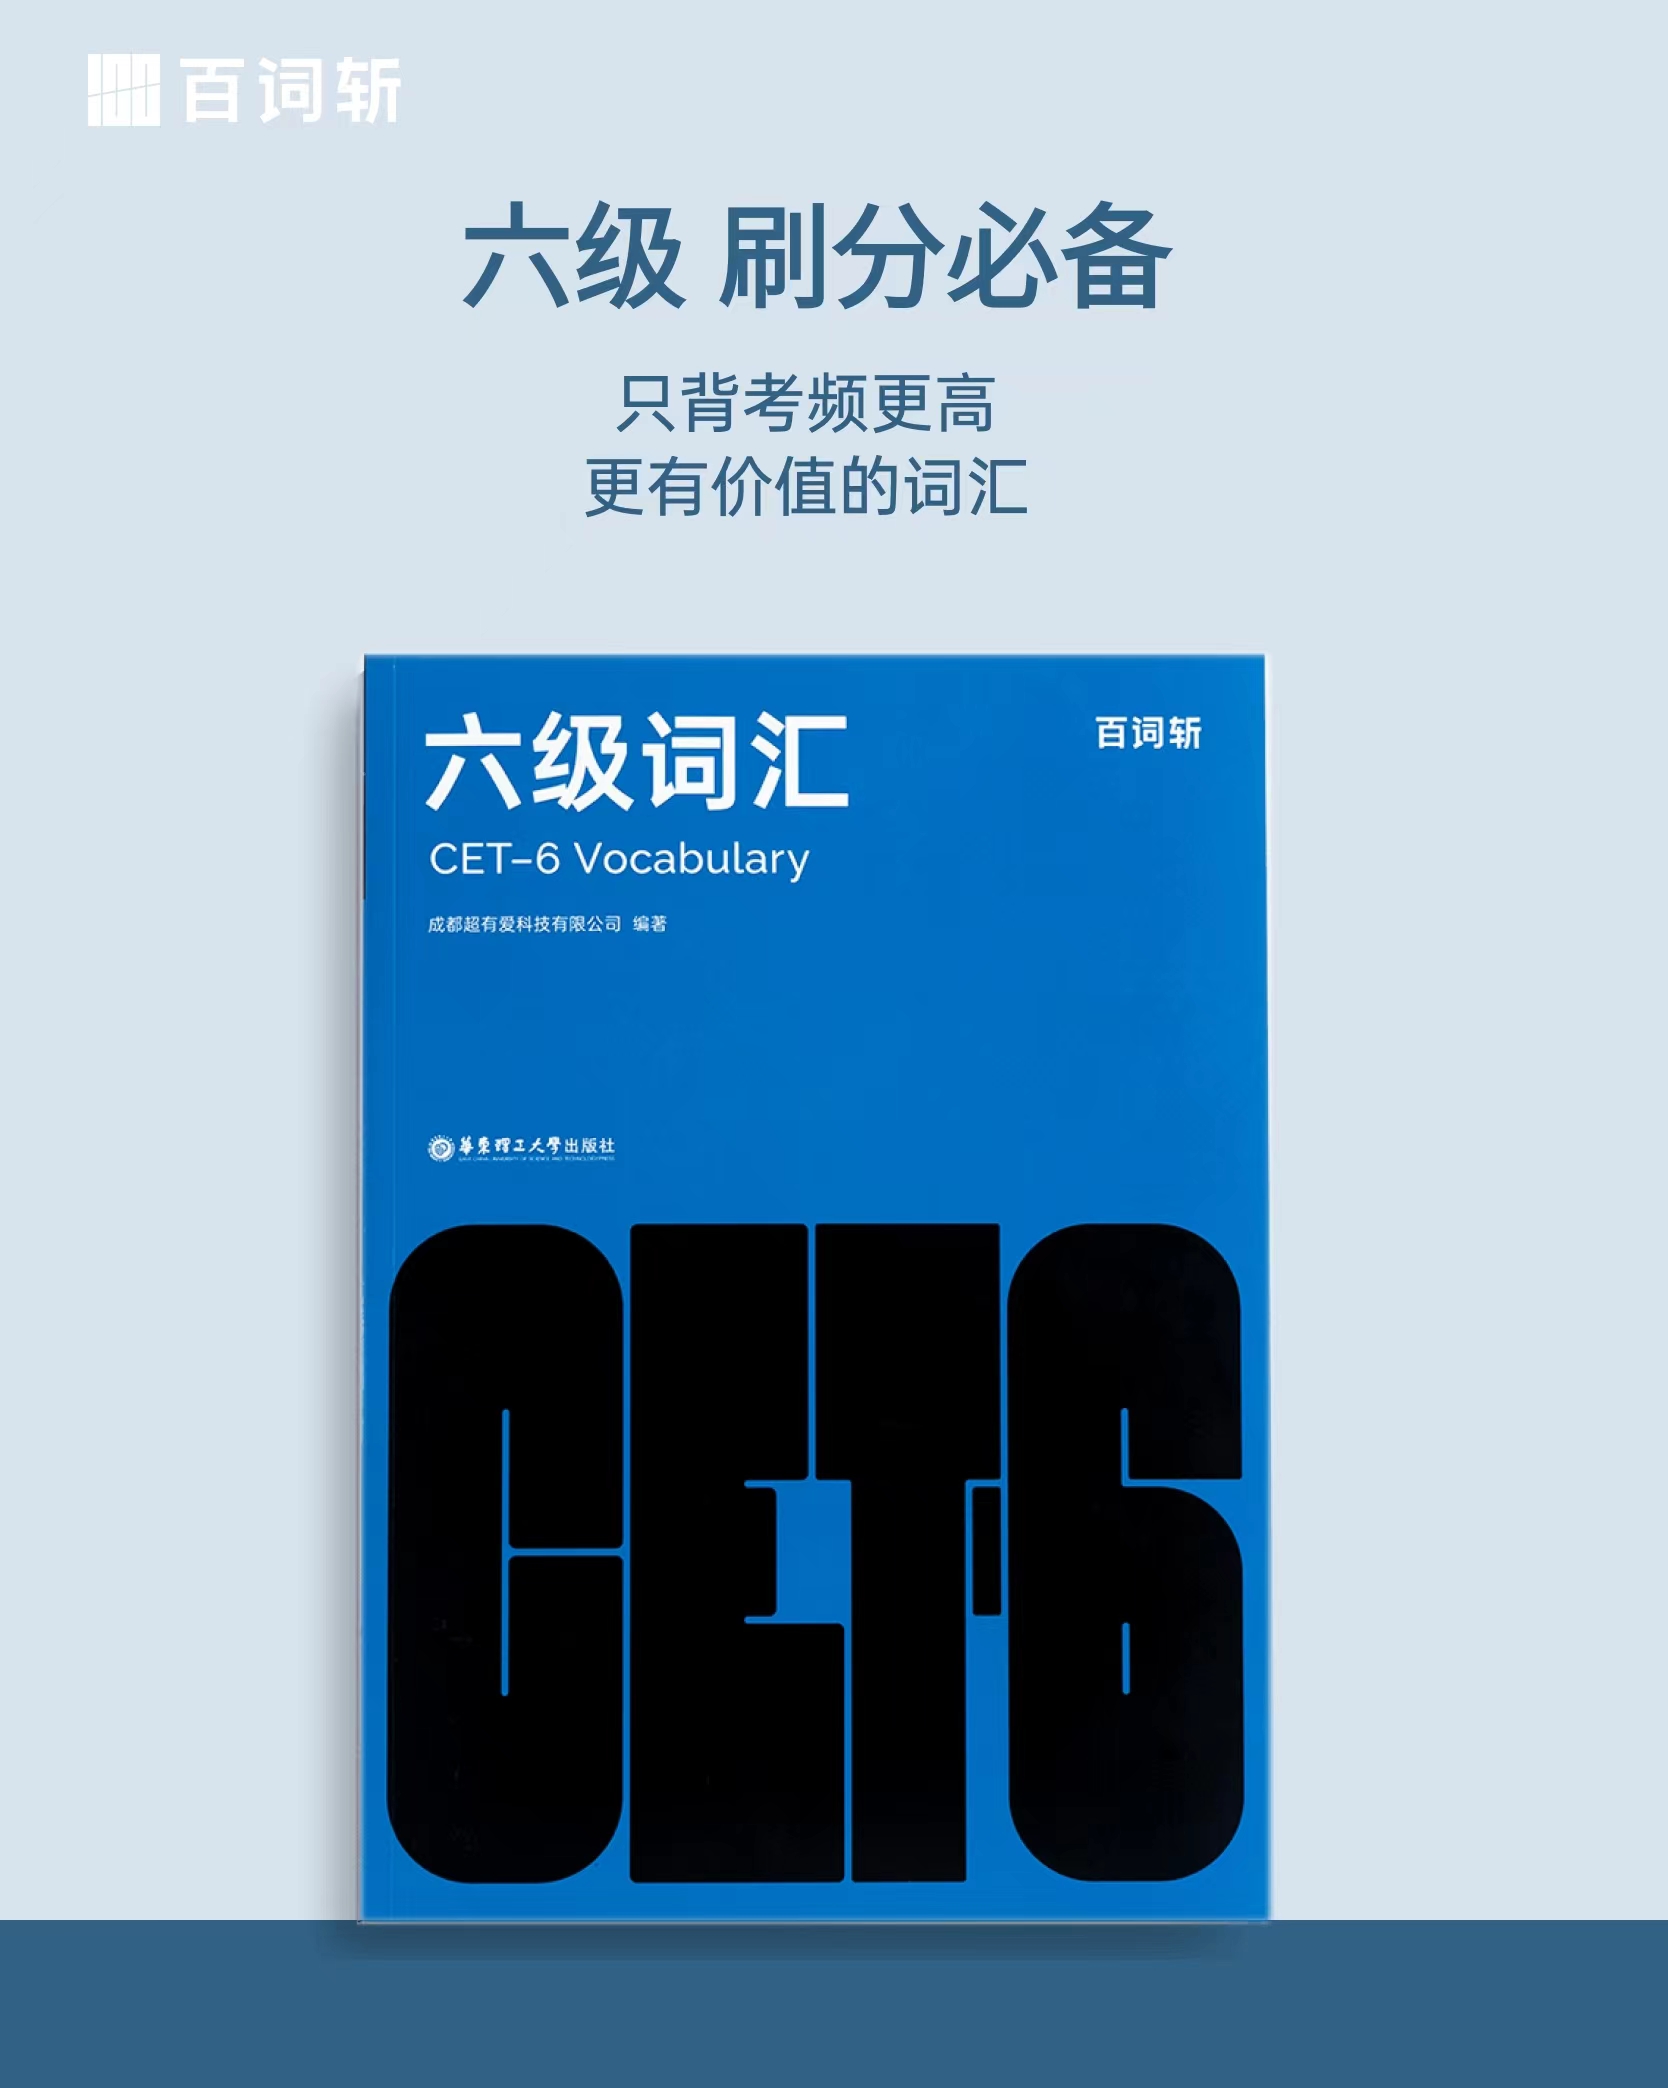 百词斩
六级 刷分必备
只背考频更高
更有价值的词汇
六级词汇
百词斩
CET-6 Vocabulary
成都超有爱科技有限公司 编著
華東理工大學出版社
CET-6